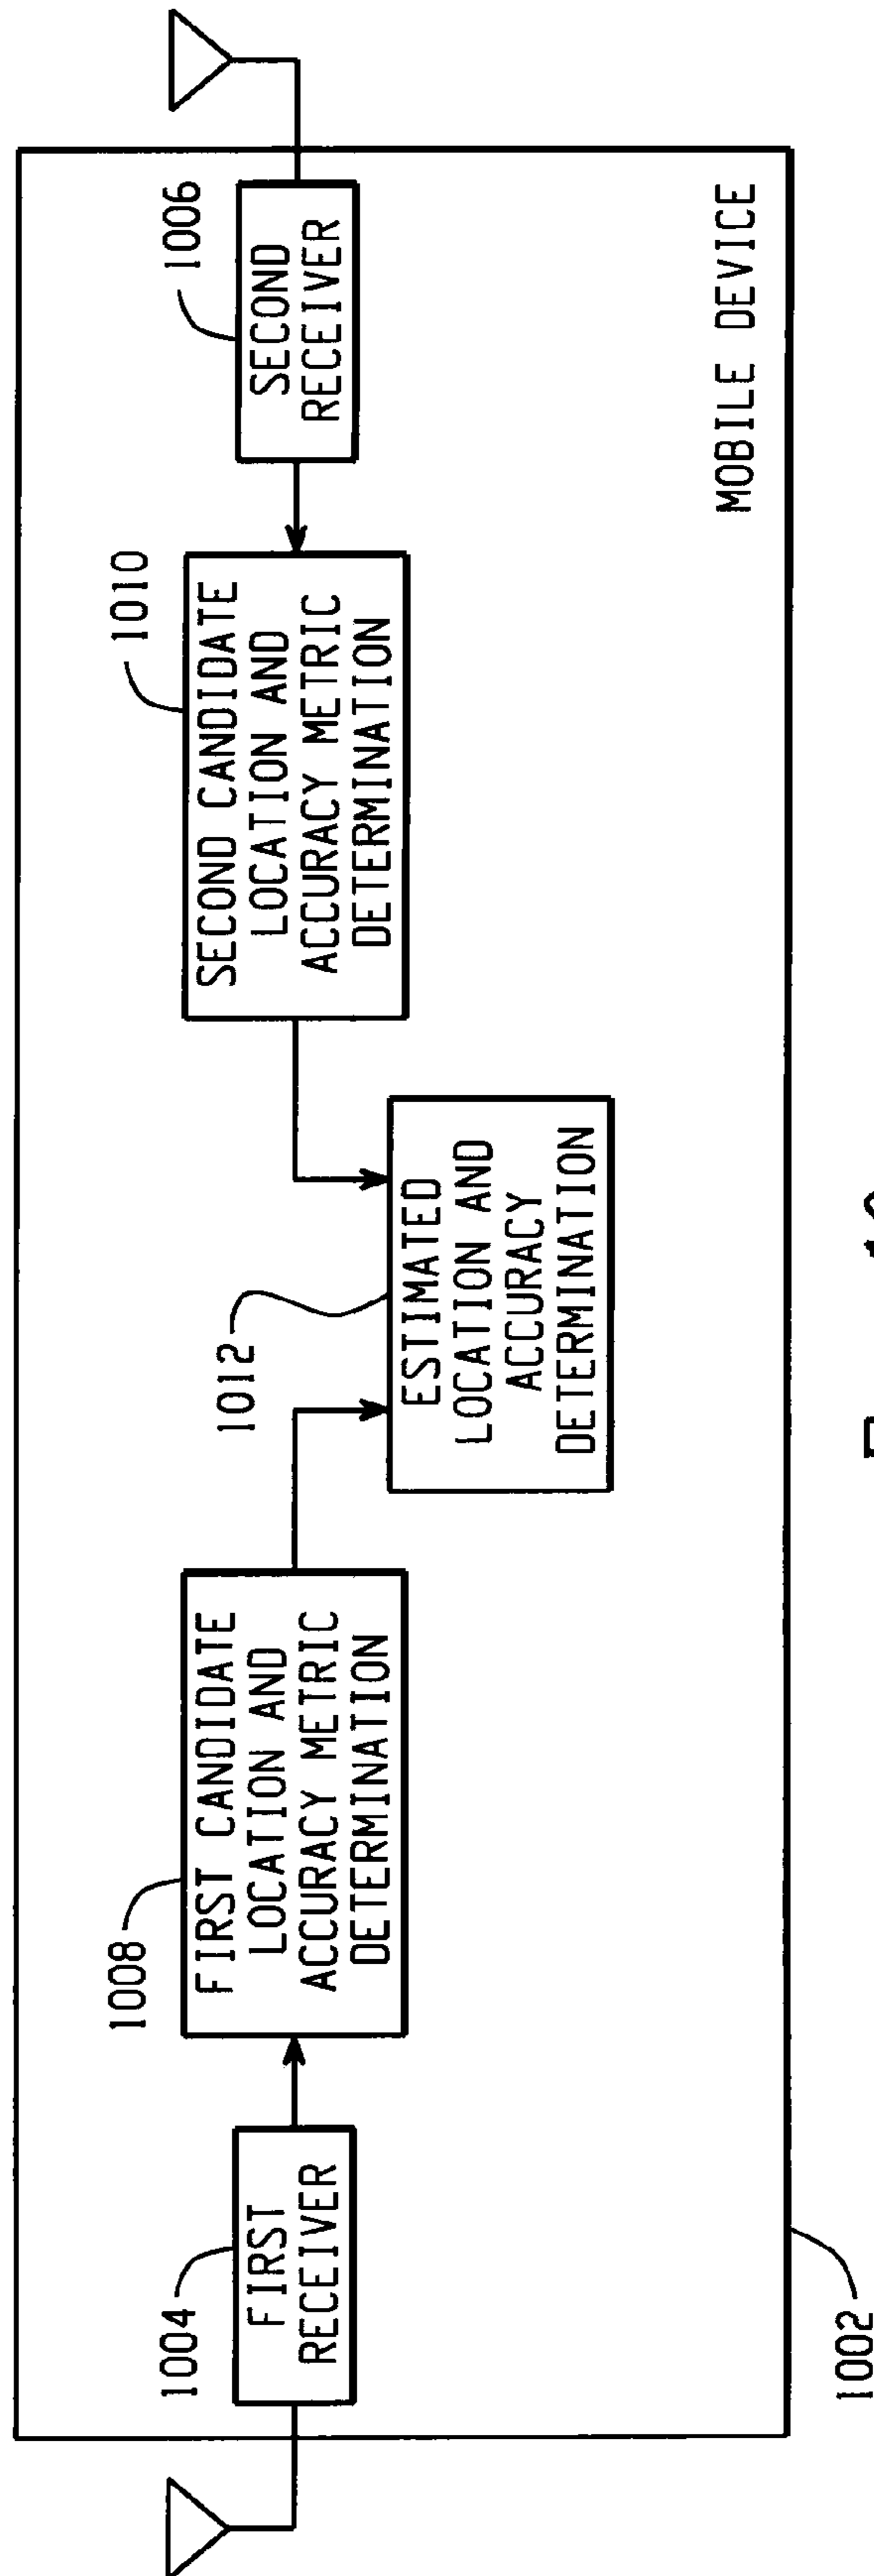 1004
FIRST
RECEIVER
1008
FIRST CANDIDATE
LOCATION AND
ACCURACY METRIC
DETERMINATION
1012
ESTIMATED
LOCATION AND
ACCURACY
DETERMINATION
1010
SECOND CANDIDATE
LOCATION AND
ACCURACY METRIC
DETERMINATION
1006
SECOND
RECEIVER
MOBILE DEVICE
1002